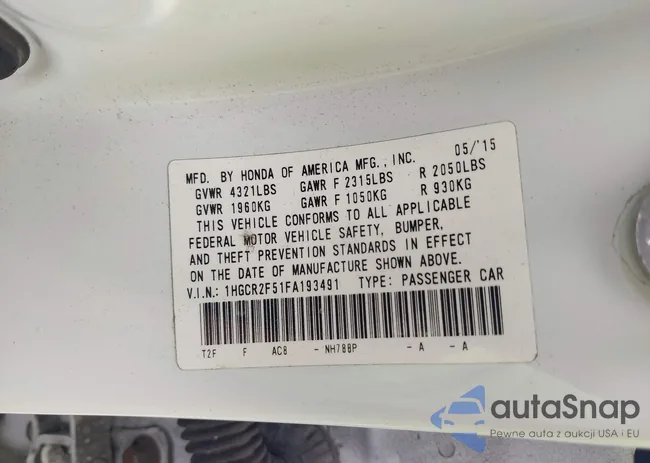 MFD. BY HONDA OF AMERICA MFG., INC. 05/'15
GVWR 4321LBS GAWR F 2315LBS R 2050LBS
GVWR 1960KG GAWR F 1050KG R 930KG
THIS VEHICLE CONFORMS TO ALL APPLICABLE
FEDERAL MOTOR VEHICLE SAFETY, BUMPER,
AND THEFT PREVENTION STANDARDS IN EFFECT
ON THE DATE OF MANUFACTURE SHOWN ABOVE.
V.I.N.: 1HGCR2F51FA193491 TYPE: PASSENGER CAR
T2F F AC8 - NH788P - A - A
autaSnap
Pewne auta z aukcji USA i EU